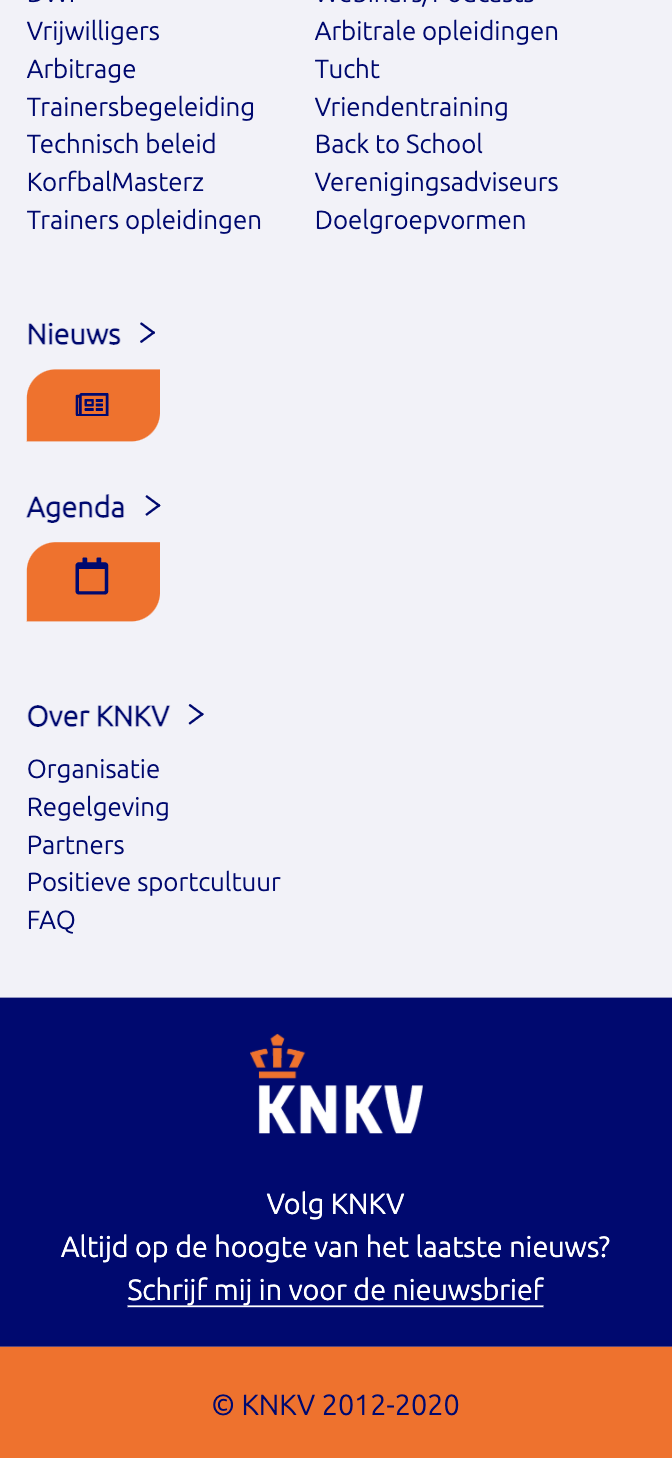 Vrijwilligers
Arbitrage
Trainersbegeleiding
Technisch beleid
KorfbalMasterz
Trainers opleidingen
Webinars/Podcasts
Arbitrale opleidingen
Tucht
Vriendentraining
Back to School
Verenigingsadviseurs
Doelgroepvormen
Nieuws >
Agenda >
Over KNKV >
Organisatie
Regelgeving
Partners
Positieve sportcultuur
FAQ
KNKV
Volg KNKV
Altijd op de hoogte van het laatste nieuws?
Schrijf mij in voor de nieuwsbrief
© KNKV 2012-2020